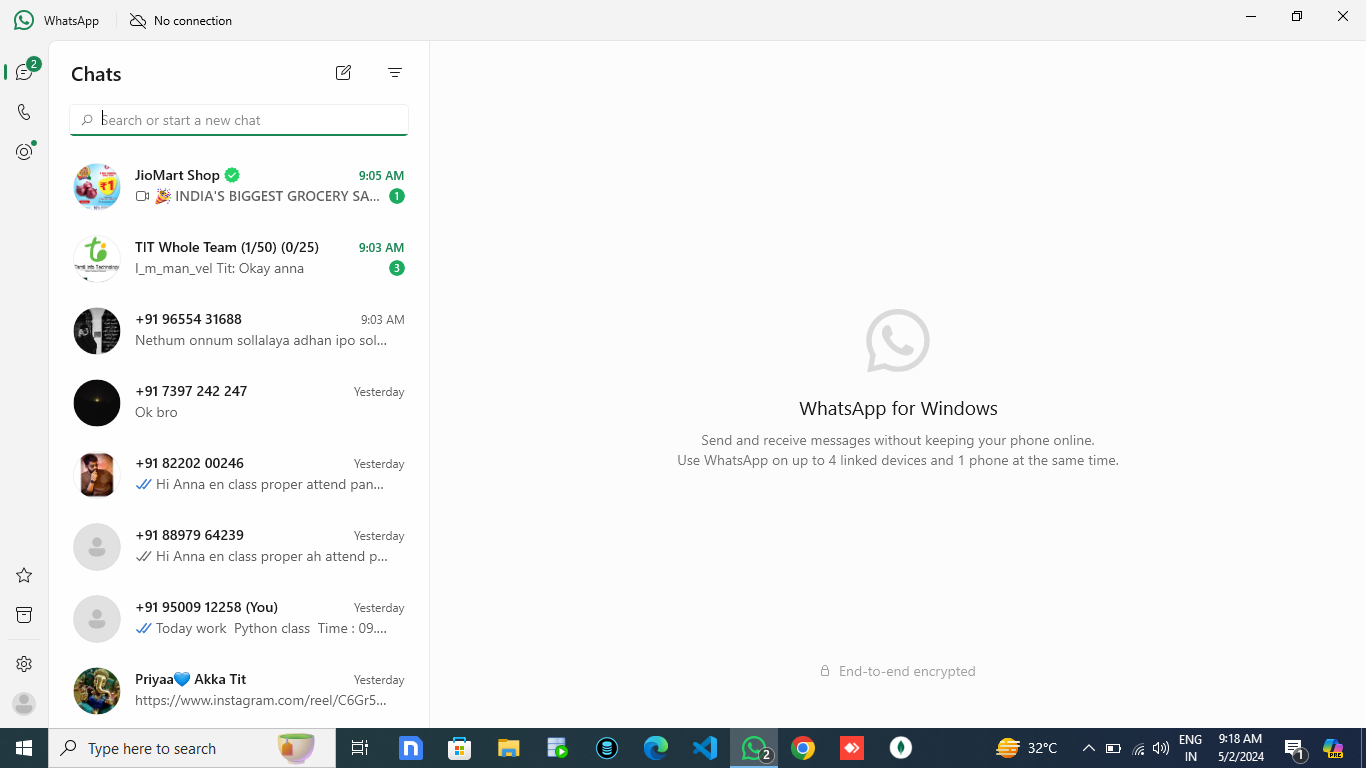 WhatsApp
No connection
2
Chats
Search or start a new chat
JioMart Shop
9:05 AM
🎉 INDIA'S BIGGEST GROCERY SA...
1
₹1
TIT Whole Team (1/50) (0/25)
9:03 AM
I_m_man_vel Tit: Okay anna
3
Tamil Info Technology
+91 96554 31688
9:03 AM
Nethum onnum sollalaya adhan ipo sol...
+91 7397 242 247
Yesterday
Ok bro
+91 82202 00246
Yesterday
Hi Anna en class proper attend pan...
+91 88979 64239
Yesterday
Hi Anna en class proper ah attend p...
+91 95009 12258 (You)
Yesterday
Today work Python class Time : 09....
Priyaa💙 Akka Tit
Yesterday
https://www.instagram.com/reel/C6Gr5...
WhatsApp for Windows
Send and receive messages without keeping your phone online.
Use WhatsApp on up to 4 linked devices and 1 phone at the same time.
End-to-end encrypted
Type here to search
2
32°C
ENG
IN
9:18 AM
5/2/2024
1
PRE